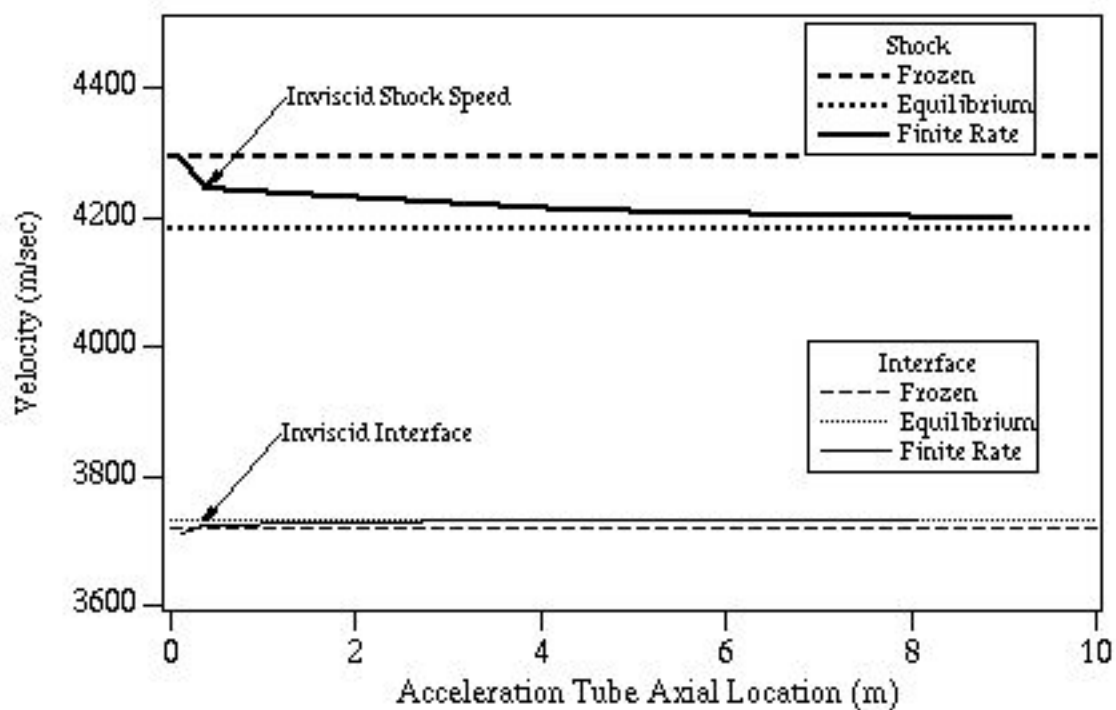 Shock
Frozen
Equilibrium
Finite Rate
Inviscid Shock Speed
4400
4200
4000
3800
3600
Velocity (m/sec)
Interface
Frozen
Equilibrium
Finite Rate
Inviscid Interface
0
2
4
6
8
10
Acceleration Tube Axial Location (m)